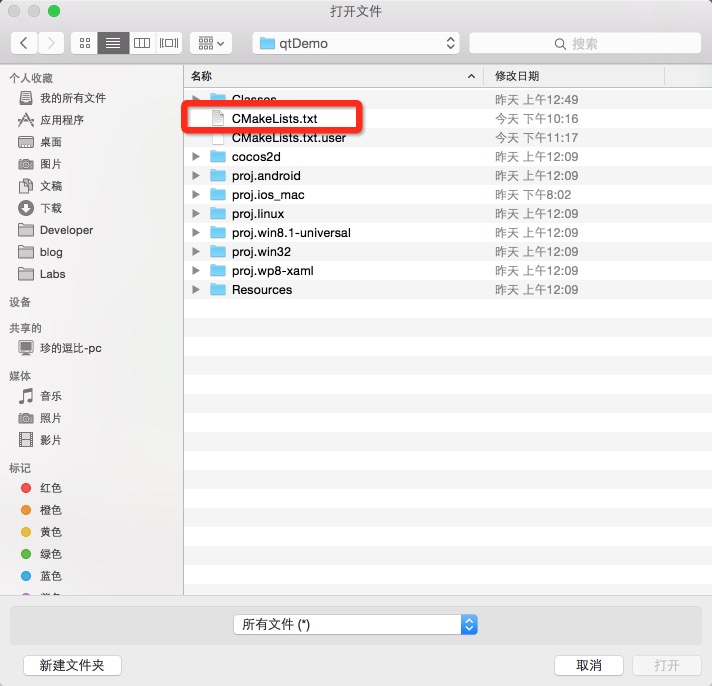 打开文件
qtDemo
搜索
个人收藏
我的所有文件
应用程序
桌面
图片
文稿
下载
Developer
blog
Labs
设备
共享的
珍的逗比-pc
媒体
音乐
照片
影片
标记
红色
橙色
黄色
绿色
蓝色
名称 修改日期
Classes 昨天 上午12:49
CMakeLists.txt 今天 下午10:16
CMakeLists.txt.user 今天 下午11:17
cocos2d 昨天 上午12:09
proj.android 昨天 上午12:09
proj.ios_mac 昨天 下午8:02
proj.linux 昨天 上午12:09
proj.win8.1-universal 昨天 上午12:09
proj.win32 昨天 上午12:09
proj.wp8-xaml 昨天 上午12:09
Resources 昨天 上午12:09
所有文件 (*)
新建文件夹 取消 打开